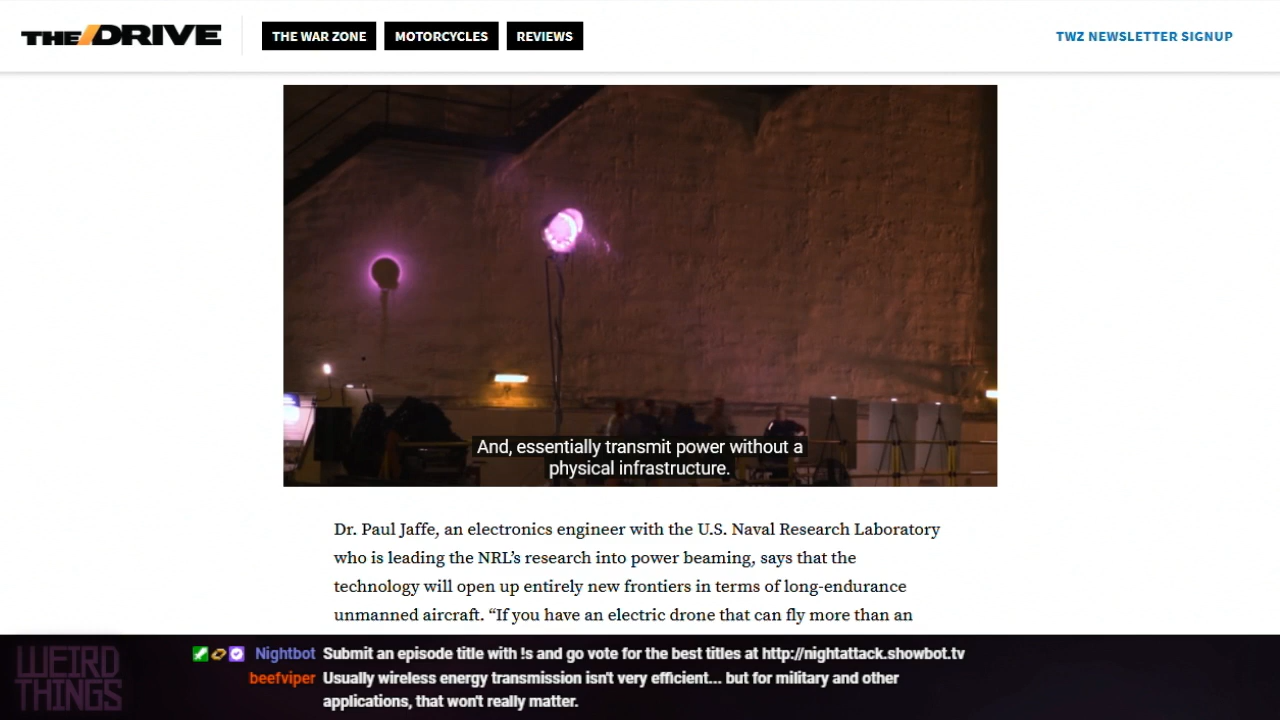 THE DRIVE
THE WAR ZONE
MOTORCYCLES
REVIEWS
TWZ NEWSLETTER SIGNUP
And, essentially transmit power without a
physical infrastructure.
Dr. Paul Jaffe, an electronics engineer with the U.S. Naval Research Laboratory
who is leading the NRL’s research into power beaming, says that the
technology will open up entirely new frontiers in terms of long-endurance
unmanned aircraft. “If you have an electric drone that can fly more than an
WEIRD
THINGS
Nightbot Submit an episode title with !s and go vote for the best titles at http://nightattack.showbot.tv
beefviper Usually wireless energy transmission isn't very efficient... but for military and other
applications, that won't really matter.